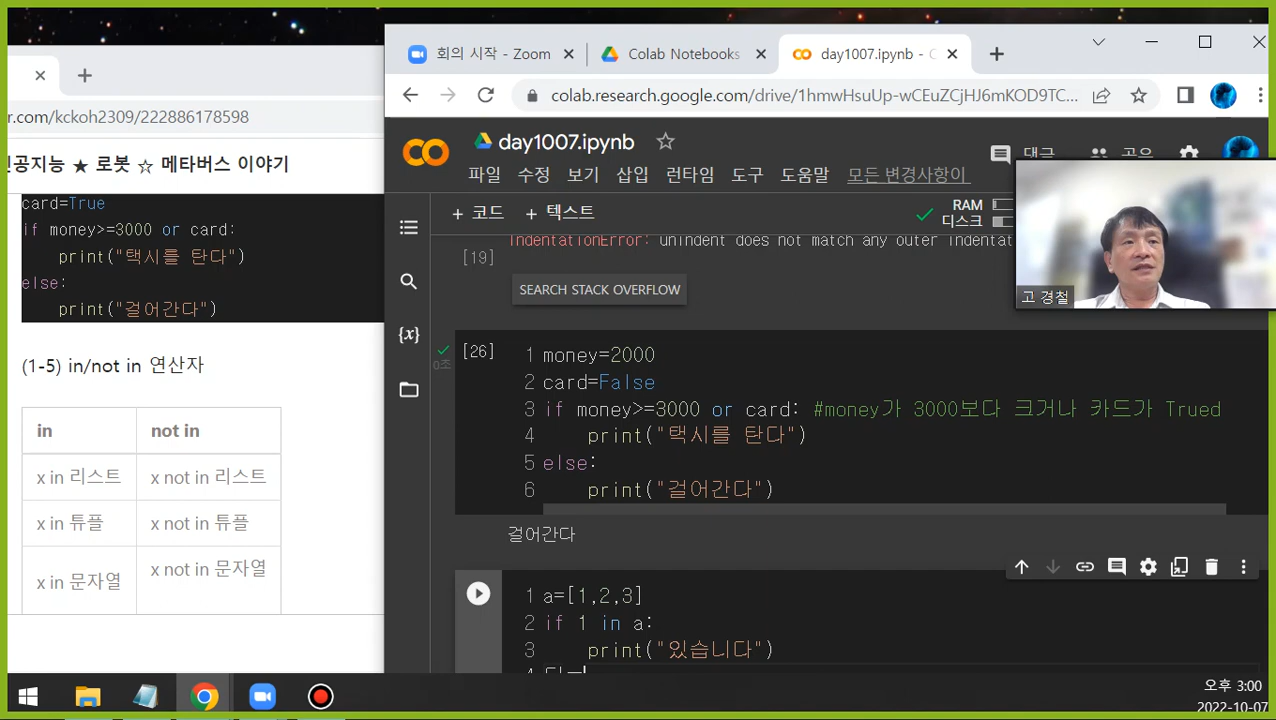 회의 시작 - Zoom
Colab Notebooks
day1007.ipynb - C
r.com/kckoh2309/222886178598
colab.research.google.com/drive/1hmwHsuUp-wCEuZCjHJ6mKOD9TC...
인공지능 ★ 로봇 ☆ 메타버스 이야기
card=True
if money>=3000 or card:
print("택시를 탄다")
else:
print("걸어간다")
(1-5) in/not in 연산자
in not in
x in 리스트 x not in 리스트
x in 튜플 x not in 튜플
x in 문자열 x not in 문자열
day1007.ipynb
댓글 공유
파일 수정 보기 삽입 런타임 도구 도움말 모든 변경사항이
+ 코드 + 텍스트
RAM
디스크
IndentationError: unindent does not match any outer indentat
[19]
SEARCH STACK OVERFLOW
고 경철
[26]
0초
1 money=2000
2 card=False
3 if money>=3000 or card: #money가 3000보다 크거나 카드가 Trued
4 print("택시를 탄다")
5 else:
6 print("걸어간다")
걸어간다
1 a=[1,2,3]
2 if 1 in a:
3 print("있습니다")
4
오후 3:00
2022-10-07